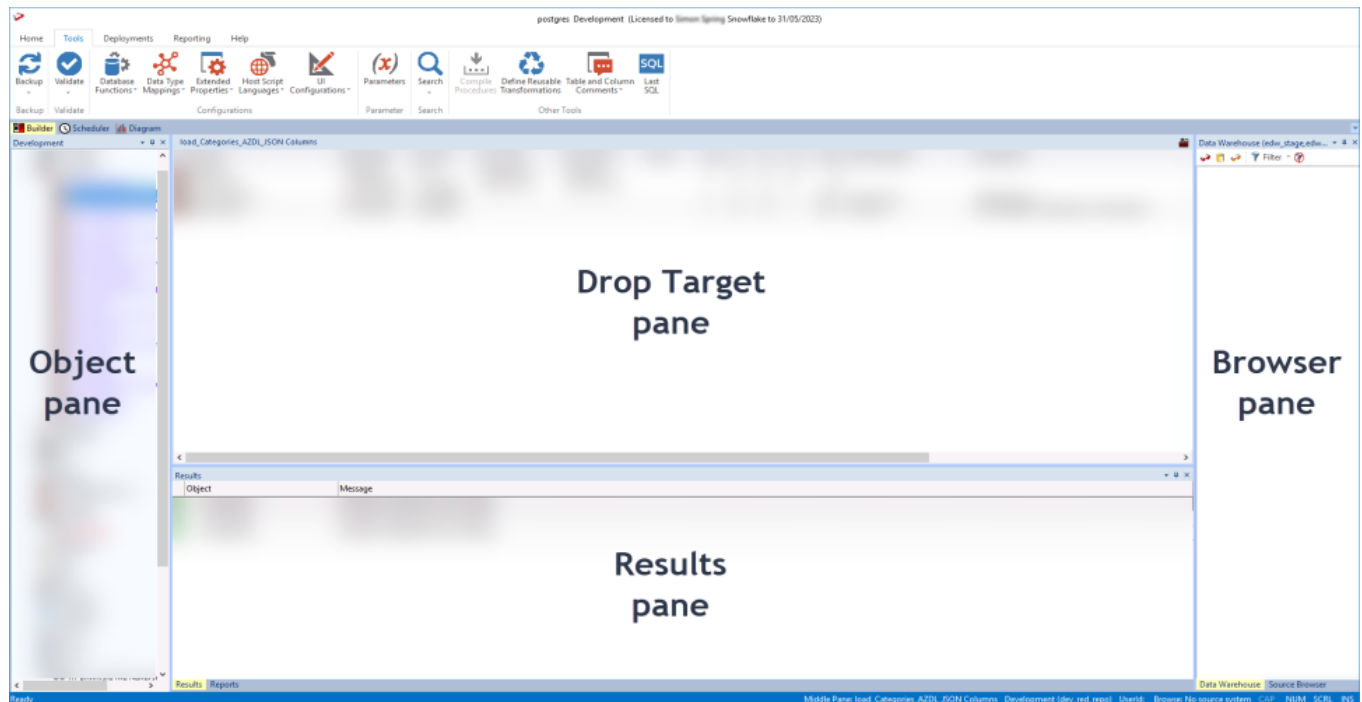 postgres Development (Licensed to Snowflake to 31/05/2023)
Home Tools Deployments Reporting Help
Backup Validate Database Functions Data Type Mappings Extended Properties Host Script Languages UI Configurations Parameters Search Compile Procedures Define Reusable Transformations Table and Column Comments SQL Last SQL
Backup Validate Configurations Parameter Search Other Tools
Builder Scheduler Diagram
Development
load_Categories_AZDL_JSON Columns
Data Warehouse (edw_stage,edw...
Filter
Drop Target
pane
Object
pane
Browser
pane
Results
Object Message
Results
pane
Results Reports
Data Warehouse Source Browser
Ready
Middle Pane: load_Categories_AZDL_JSON Columns Development (dev_red_repo) UserId: Browse: No source system CAP NUM SCRL INS